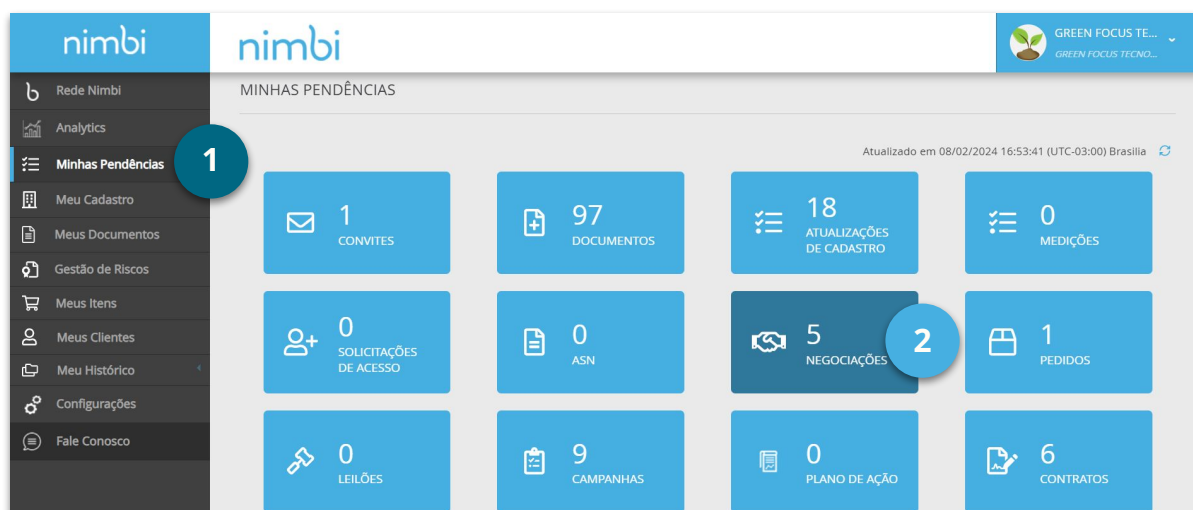 nimbi
nimbi
GREEN FOCUS TE...
GREEN FOCUS TECNO...
Rede Nimbi
Analytics
Minhas Pendências
Meu Cadastro
Meus Documentos
Gestão de Riscos
Meus Itens
Meus Clientes
Meu Histórico
Configurações
Fale Conosco
1
MINHAS PENDÊNCIAS
Atualizado em 08/02/2024 16:53:41 (UTC-03:00) Brasilia
1
CONVITES
97
DOCUMENTOS
18
ATUALIZAÇÕES
DE CADASTRO
0
MEDIÇÕES
0
SOLICITAÇÕES
DE ACESSO
0
ASN
5
NEGOCIAÇÕES
2
1
PEDIDOS
0
LEILÕES
9
CAMPANHAS
0
PLANO DE AÇÃO
6
CONTRATOS